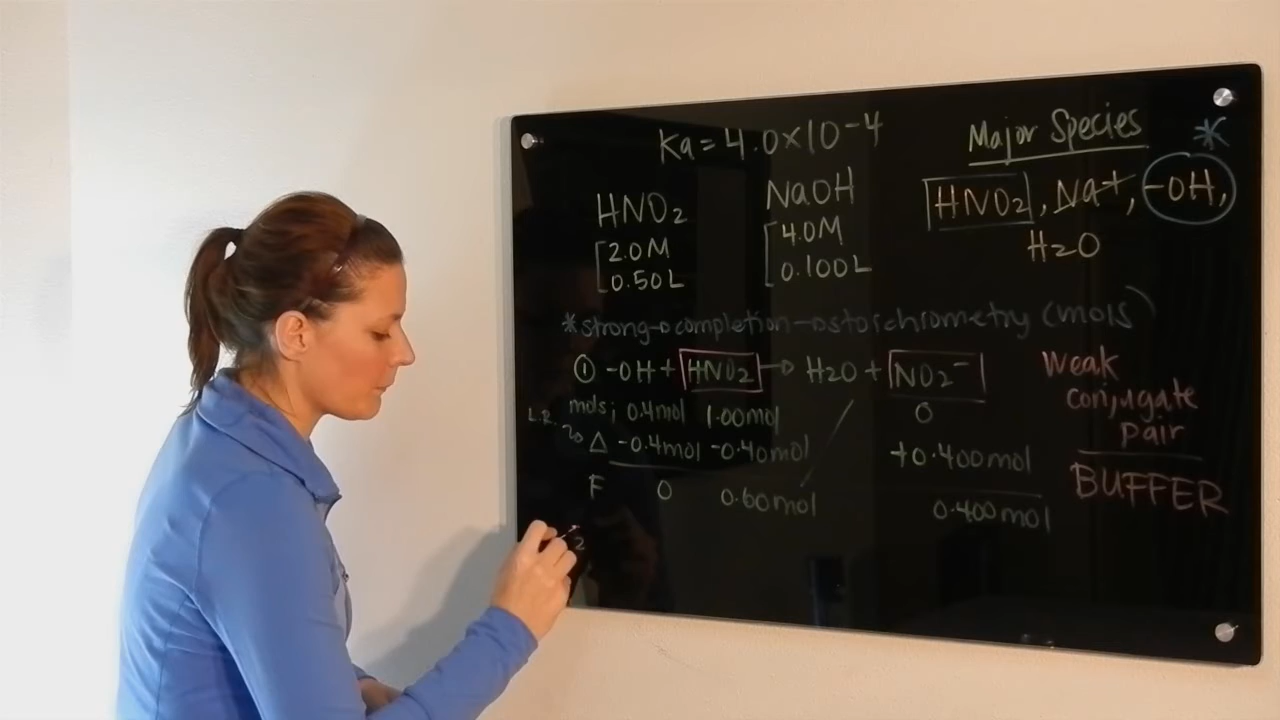 Ka = 4.0×10-4
HNO2
[2.0M
0.50L
NaOH
[4.0M
0.100L
Major Species *
HNO2, Na+, -OH,
H2O
*strong→completion→stoichiometry (mols)
① -OH + HNO2 → H2O + NO2-
mols: 0.4mol 1.00mol 0
L.R. Δ -0.4mol -0.40mol +0.400mol
F 0 0.60mol 0.400mol
Weak
conjugate
pair
BUFFER
2